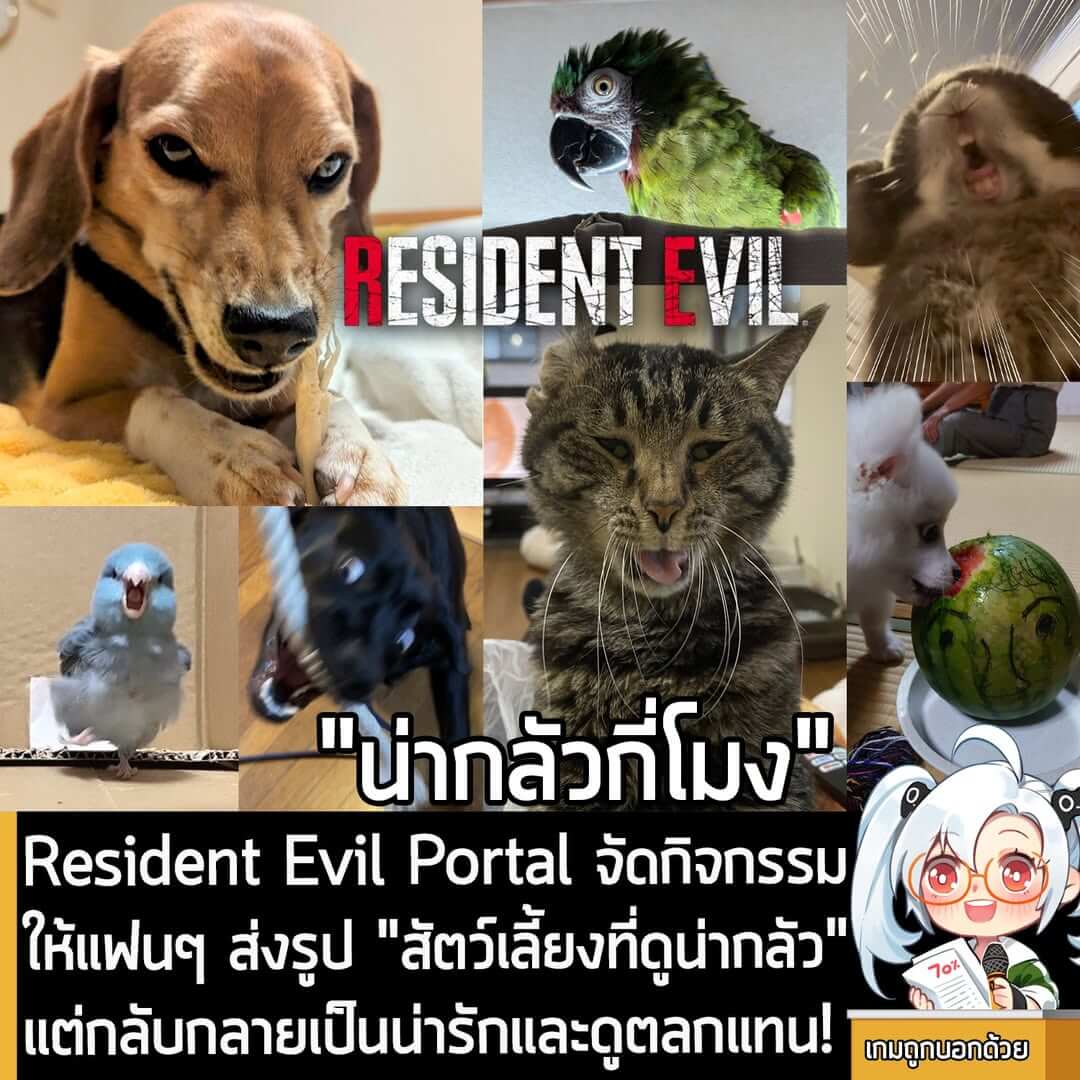 RESIDENT EVIL
"น่ากลัวกี่โมง"
Resident Evil Portal จัดกิจกรรม
ให้แฟนๆ ส่งรูป "สัตว์เลี้ยงที่ดูน่ากลัว"
แต่กลับกลายเป็นน่ารักและดูตลกแทน!
70%
เกมถูกบอกด้วย